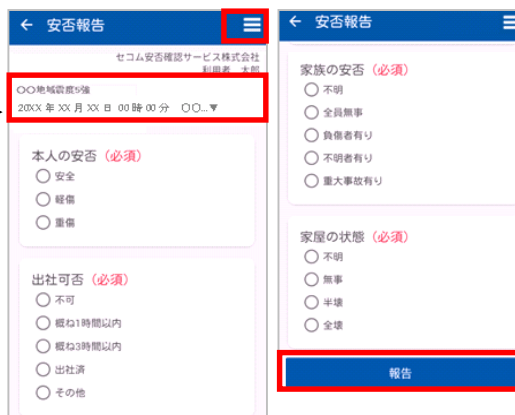 ← 安否報告
セコム安否確認サービス株式会社
利用者 太郎
〇〇地域震度5強
20XX 年 XX 月 XX 日 00 時 00 分 〇〇...▼
本人の安否（必須）
安全
軽傷
重傷
出社可否（必須）
不可
概ね1時間以内
概ね3時間以内
出社済
その他
← 安否報告
家族の安否（必須）
不明
全員無事
負傷者有り
不明者有り
重大事故有り
家屋の状態（必須）
不明
無事
半壊
全壊
報告